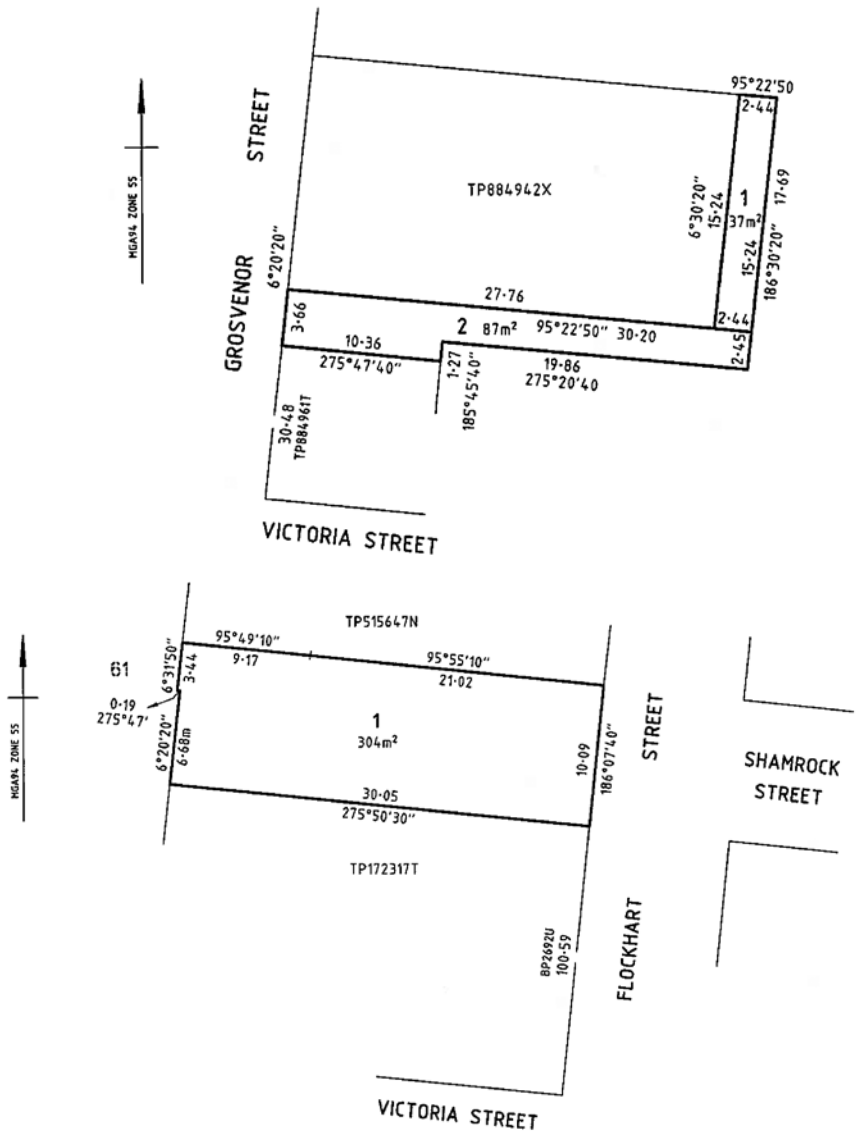 95°22'50
2·44
STREET
MGA94 ZONE 55
TP884942X
6°30'20"
15·24
1
37m²
17·69
15·24
186°30'20"
6°20'20"
GROSVENOR
27·76
3·66
2 87m² 95°22'50" 30·20
2·44
2·45
10·36
275°47'40"
1·27
185°45'40"
19·86
275°20'40
30·48
TP884961T
VICTORIA STREET
TP515647N
95°49'10"
9·17
95°55'10"
21·02
61
6°31'50"
3·44
0·19
275°47'
MGA94 ZONE 55
6°20'20"
6·68m
1
304m²
10·09
186°07'40"
STREET
SHAMROCK
STREET
30·05
275°50'30"
TP172317T
BP2692U
100·59
FLOCKHART
VICTORIA STREET